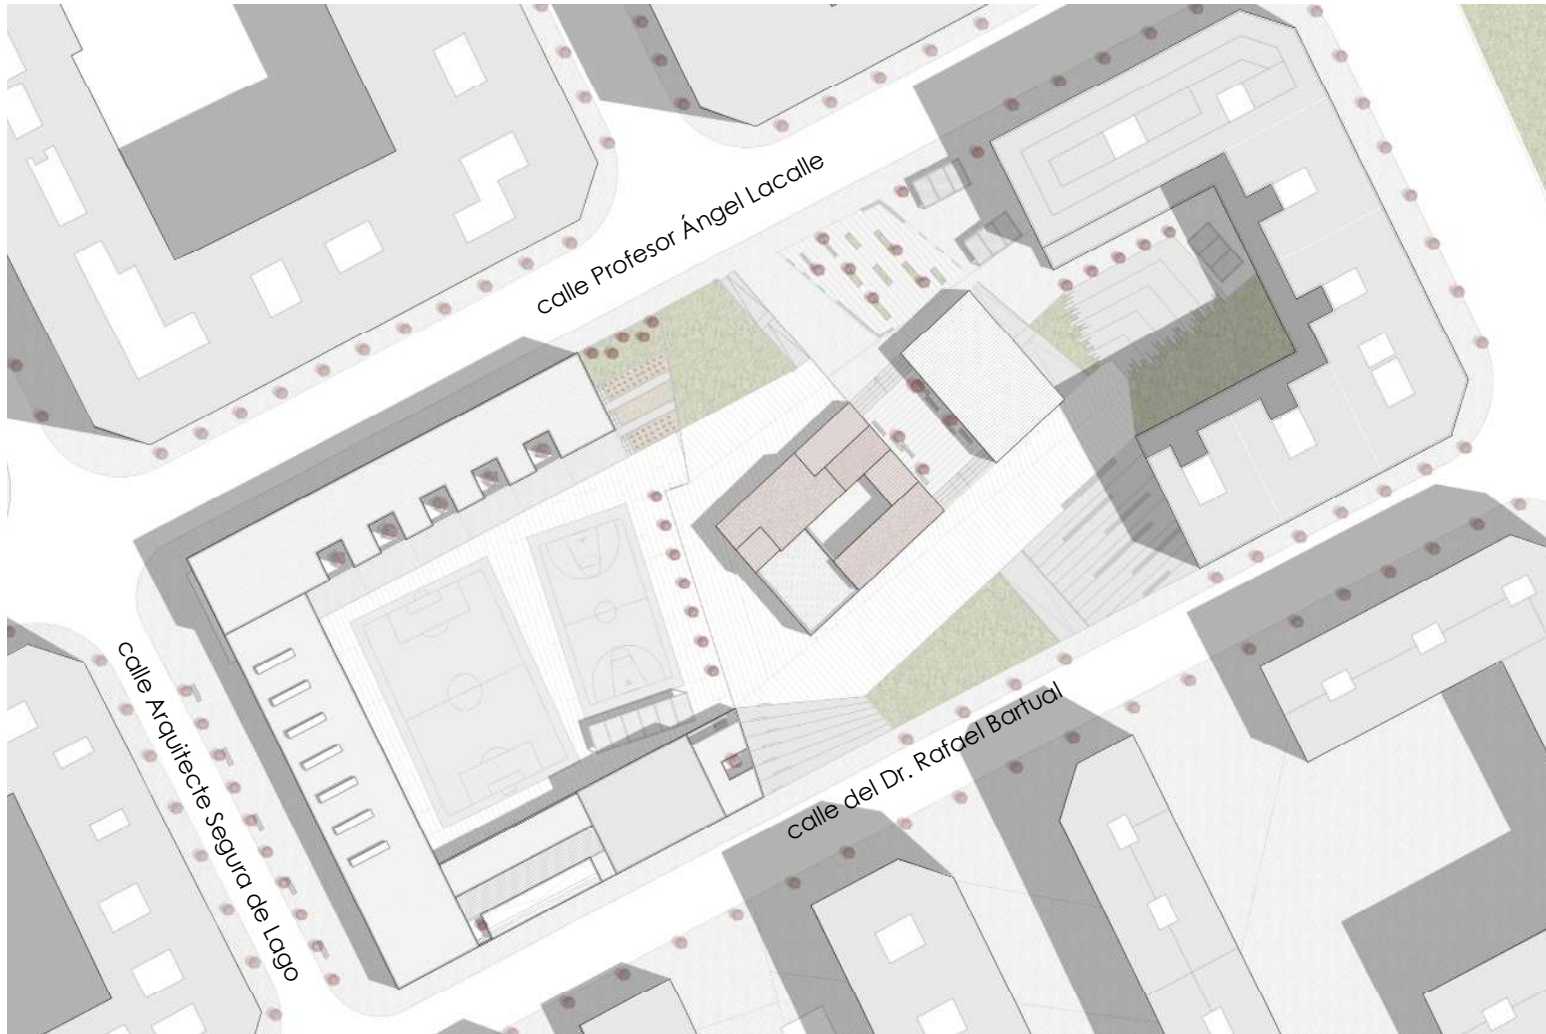 calle Profesor Ángel Lacalle
calle Arquitecte Segura de Lago
calle del Dr. Rafael Bartual